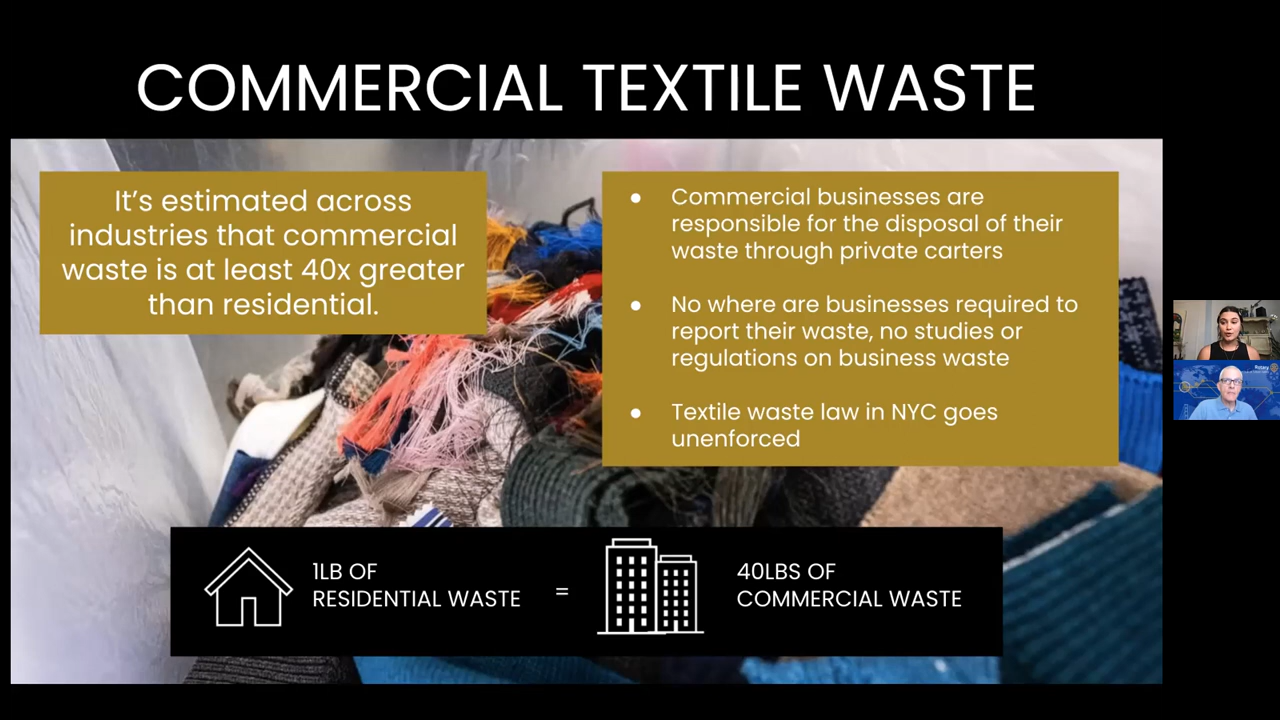 COMMERCIAL TEXTILE WASTE
It’s estimated across
industries that commercial
waste is at least 40x greater
than residential.
● Commercial businesses are
responsible for the disposal of their
waste through private carters
● No where are businesses required to
report their waste, no studies or
regulations on business waste
● Textile waste law in NYC goes
unenforced
1LB OF
RESIDENTIAL WASTE
=
40LBS OF
COMMERCIAL WASTE
Rotary